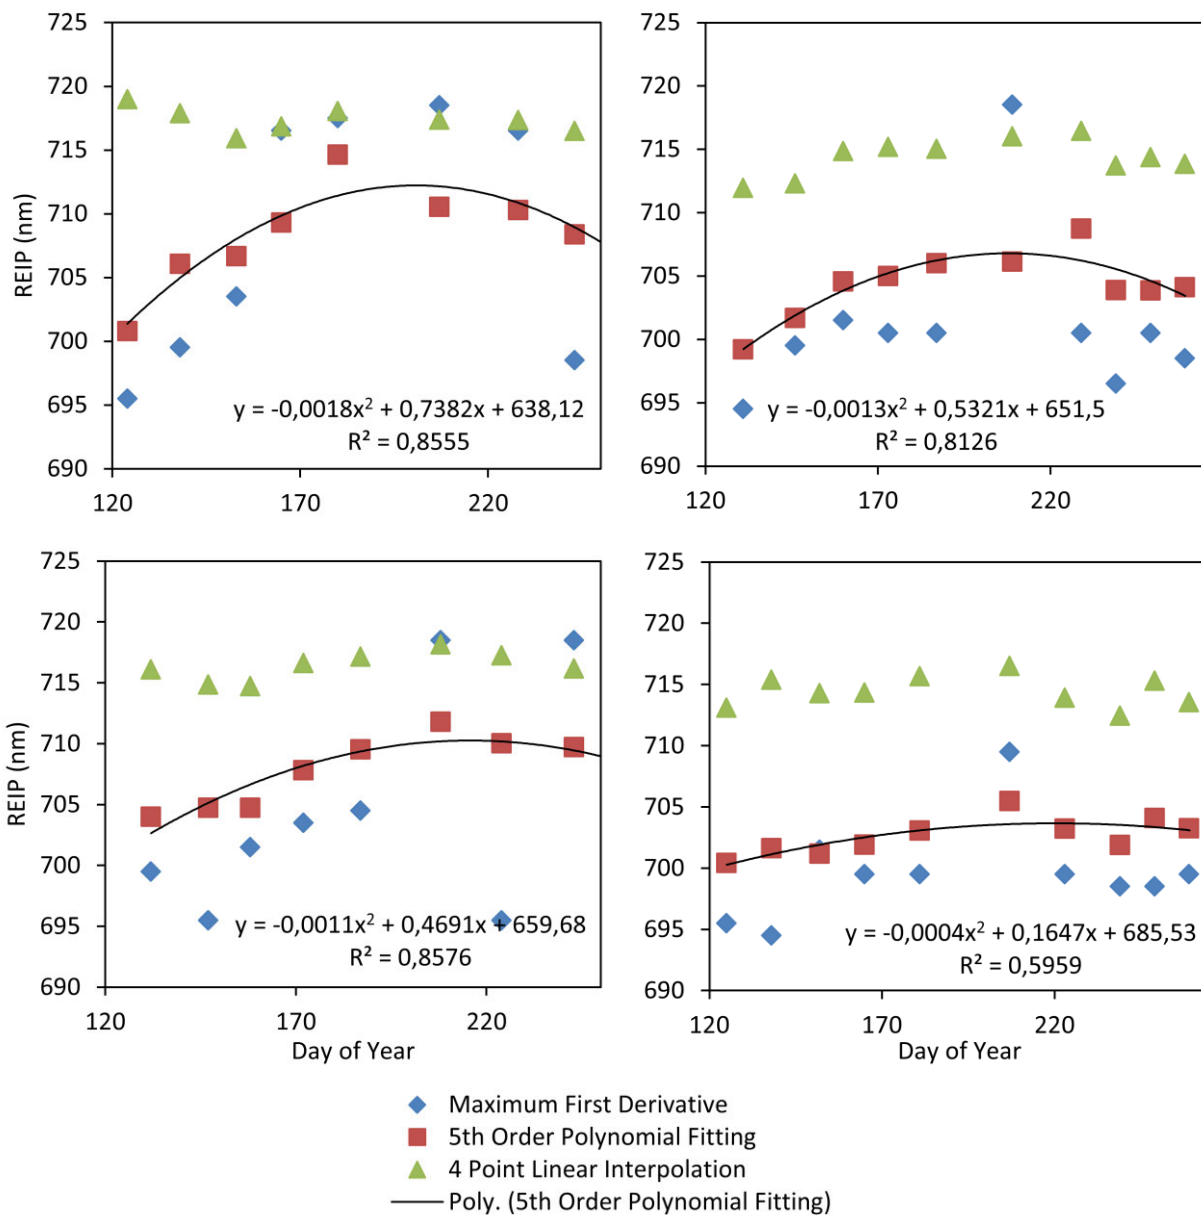 725
720
715
710
705
700
695
690
REIP (nm)
120
170
220
y = -0,0018x² + 0,7382x + 638,12
R² = 0,8555
725
720
715
710
705
700
695
690
120
170
220
y = -0,0013x² + 0,5321x + 651,5
R² = 0,8126
725
720
715
710
705
700
695
690
REIP (nm)
120
170
220
Day of Year
y = -0,0011x² + 0,4691x + 659,68
R² = 0,8576
725
720
715
710
705
700
695
690
120
170
220
Day of Year
y = -0,0004x² + 0,1647x + 685,53
R² = 0,5959
Maximum First Derivative
5th Order Polynomial Fitting
4 Point Linear Interpolation
Poly. (5th Order Polynomial Fitting)